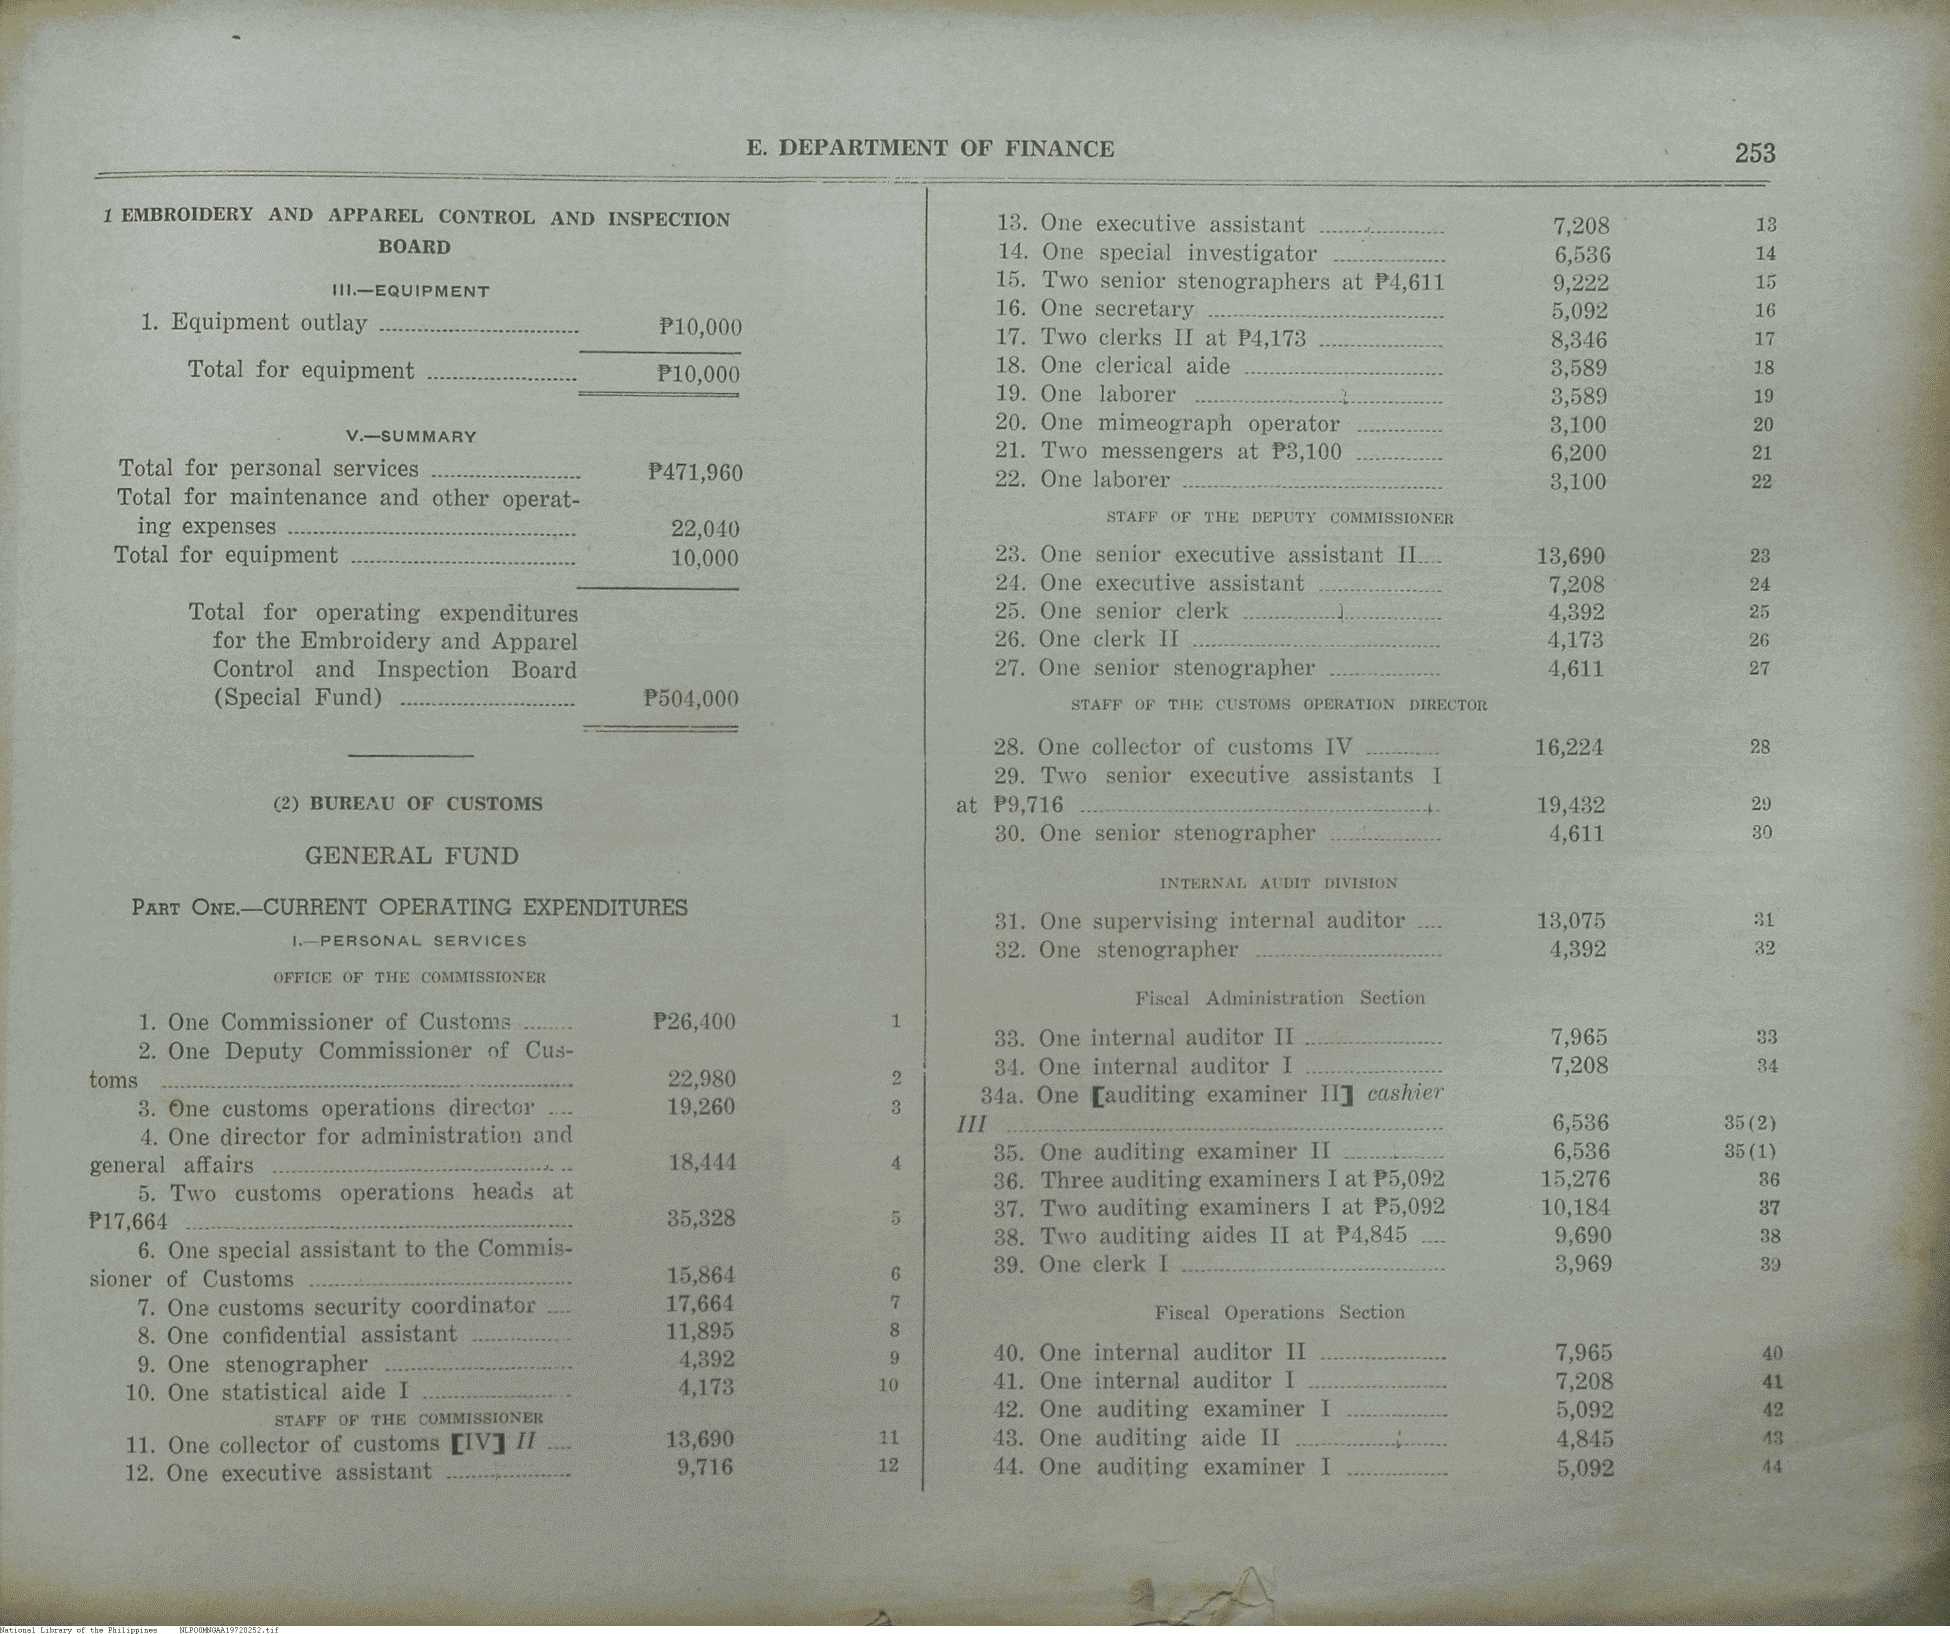 E. DEPARTMENT OF FINANCE 253
1 EMBROIDERY AND APPAREL CONTROL AND INSPECTION
BOARD
III.—EQUIPMENT
1. Equipment outlay ........ ₱10,000
Total for equipment ........ ₱10,000
V.—SUMMARY
Total for personal services ........ ₱471,960
Total for maintenance and other operat-
ing expenses ........ 22,040
Total for equipment ........ 10,000
Total for operating expenditures
for the Embroidery and Apparel
Control and Inspection Board
(Special Fund) ........ ₱504,000
(2) BUREAU OF CUSTOMS
GENERAL FUND
PART ONE.—CURRENT OPERATING EXPENDITURES
I.—PERSONAL SERVICES
OFFICE OF THE COMMISSIONER
1. One Commissioner of Customs ........ ₱26,400 1
2. One Deputy Commissioner of Cus-
toms ........ 22,980 2
3. One customs operations director .... 19,260 3
4. One director for administration and
general affairs ........ 18,444 4
5. Two customs operations heads at
₱17,664 ........ 35,328 5
6. One special assistant to the Commis-
sioner of Customs ........ 15,864 6
7. One customs security coordinator .... 17,664 7
8. One confidential assistant ........ 11,895 8
9. One stenographer ........ 4,392 9
10. One statistical aide I ........ 4,173 10
STAFF OF THE COMMISSIONER
11. One collector of customs [IV] II .... 13,690 11
12. One executive assistant ........ 9,716 12
13. One executive assistant ........ 7,208 13
14. One special investigator ........ 6,536 14
15. Two senior stenographers at ₱4,611 9,222 15
16. One secretary ........ 5,092 16
17. Two clerks II at ₱4,173 ........ 8,346 17
18. One clerical aide ........ 3,589 18
19. One laborer ........ 3,589 19
20. One mimeograph operator ........ 3,100 20
21. Two messengers at ₱3,100 ........ 6,200 21
22. One laborer ........ 3,100 22
STAFF OF THE DEPUTY COMMISSIONER
23. One senior executive assistant II.... 13,690 23
24. One executive assistant ........ 7,208 24
25. One senior clerk ........ 4,392 25
26. One clerk II ........ 4,173 26
27. One senior stenographer ........ 4,611 27
STAFF OF THE CUSTOMS OPERATION DIRECTOR
28. One collector of customs IV ........ 16,224 28
29. Two senior executive assistants I
at ₱9,716 ........ 19,432 29
30. One senior stenographer ........ 4,611 30
INTERNAL AUDIT DIVISION
31. One supervising internal auditor .... 13,075 31
32. One stenographer ........ 4,392 32
Fiscal Administration Section
33. One internal auditor II ........ 7,965 33
34. One internal auditor I ........ 7,208 34
34a. One [auditing examiner II] cashier
III ........ 6,536 35(2)
35. One auditing examiner II ........ 6,536 35(1)
36. Three auditing examiners I at ₱5,092 15,276 36
37. Two auditing examiners I at ₱5,092 10,184 37
38. Two auditing aides II at ₱4,845 .... 9,690 38
39. One clerk I ........ 3,969 39
Fiscal Operations Section
40. One internal auditor II ........ 7,965 40
41. One internal auditor I ........ 7,208 41
42. One auditing examiner I ........ 5,092 42
43. One auditing aide II ........ 4,845 43
44. One auditing examiner I ........ 5,092 44
National Library of the Philippines NLPOOMNGAA19720252.tif